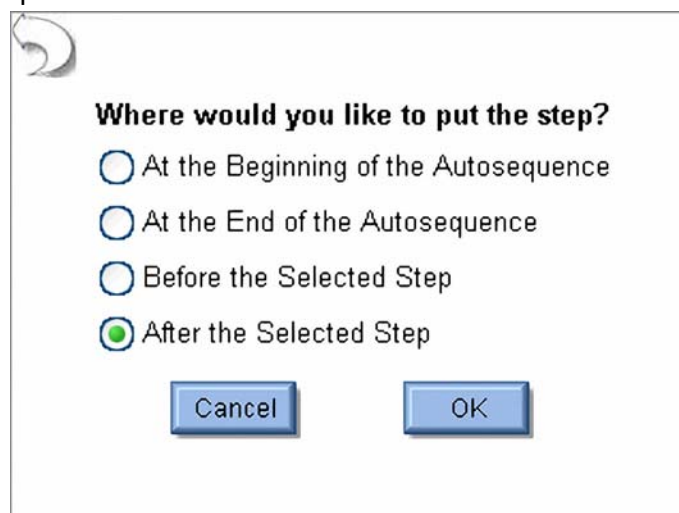 Where would you like to put the step?
At the Beginning of the Autosequence
At the End of the Autosequence
Before the Selected Step
After the Selected Step
Cancel OK